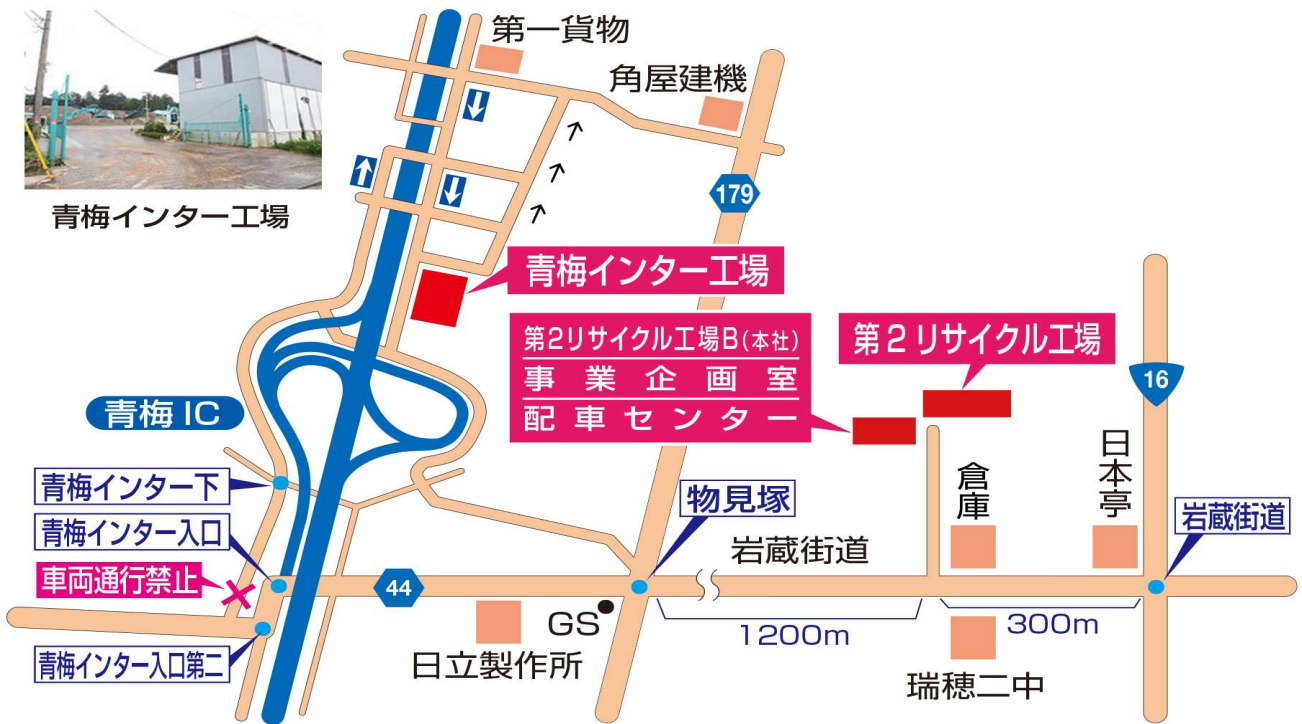 第一貨物
角屋建機
青梅インター工場
179
青梅インター工場
第2リサイクル工場B(本社)
事業企画室
配車センター
第2リサイクル工場
16
青梅IC
日本亭
倉庫
青梅インター下
物見塚
岩蔵街道
青梅インター入口
岩蔵街道
車両通行禁止
44
GS
1200m
300m
日立製作所
青梅インター入口第二
瑞穂二中